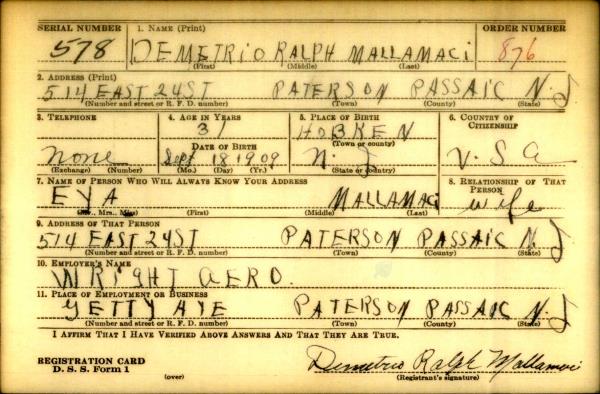 SERIAL NUMBER 1. NAME (Print) ORDER NUMBER
578 DEMETRIO RALPH MALLAMACI 876
(First) (Middle) (Last)
2. ADDRESS (Print)
514 EAST 24ST PATERSON PASSAIC N.J
(Number and street or R. F. D. number) (Town) (County) (State)
3. TELEPHONE 4. AGE IN YEARS 5. PLACE OF BIRTH 6. COUNTRY OF CITIZENSHIP
31 HOBKEN
DATE OF BIRTH (Town or county)
none Sept 18 1909 N. J U.S.A
(Exchange) (Number) (Mo.) (Day) (Yr.) (State or country)
7. NAME OF PERSON WHO WILL ALWAYS KNOW YOUR ADDRESS 8. RELATIONSHIP OF THAT PERSON
EVA MALLAMACI wife
(Mr., Mrs., Miss) (First) (Middle) (Last)
9. ADDRESS OF THAT PERSON
514 EAST 24ST PATERSON PASSAIC N.J
(Number and street or R. F. D. number) (Town) (County) (State)
10. EMPLOYER'S NAME
WRIGHT AERO.
11. PLACE OF EMPLOYMENT OR BUSINESS
GETTY AVE PATERSON PASSAIC N.J
(Number and street or R. F. D. number) (Town) (County) (State)
I AFFIRM THAT I HAVE VERIFIED ABOVE ANSWERS AND THAT THEY ARE TRUE.
REGISTRATION CARD
D. S. S. Form 1 Demetrio Ralph Mallamaci
(over) (Registrant's signature)